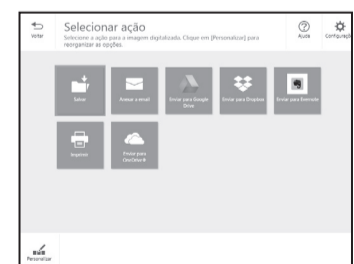 Voltar
Selecionar ação
Selecione a ação para a imagem digitalizada. Clique em [Personalizar] para
reorganizar as opções.
Ajuda
Configuraçõ
Salvar
Anexar a email
Enviar para Google
Drive
Enviar para Dropbox
Enviar para Evernote
Imprimir
Enviar para
OneDrive®
Personalizar